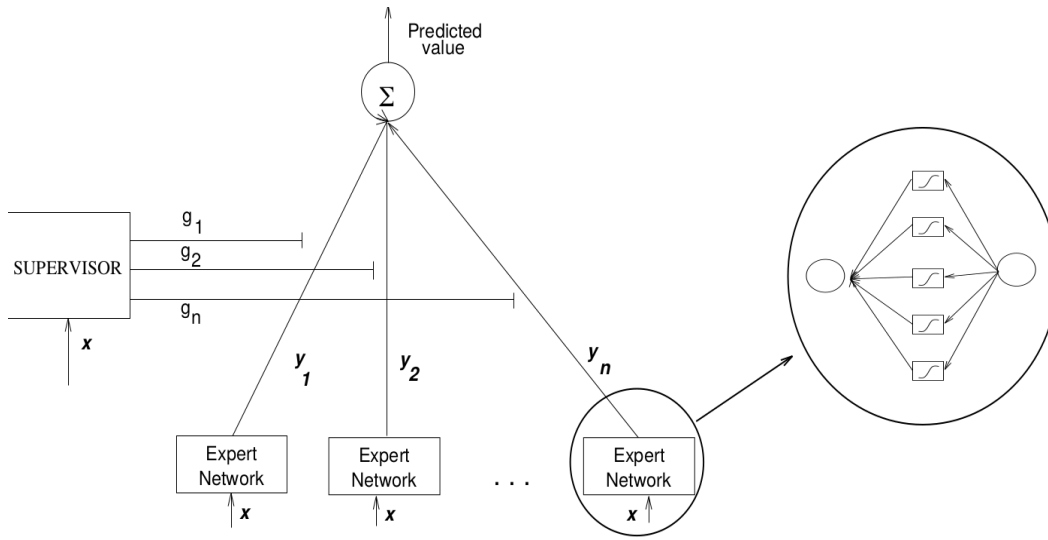 Predicted
value
Σ
g1
SUPERVISOR
g2
gn
x
y1
y2
yn
Expert
Network
Expert
Network
. . .
Expert
Network
x
x
x